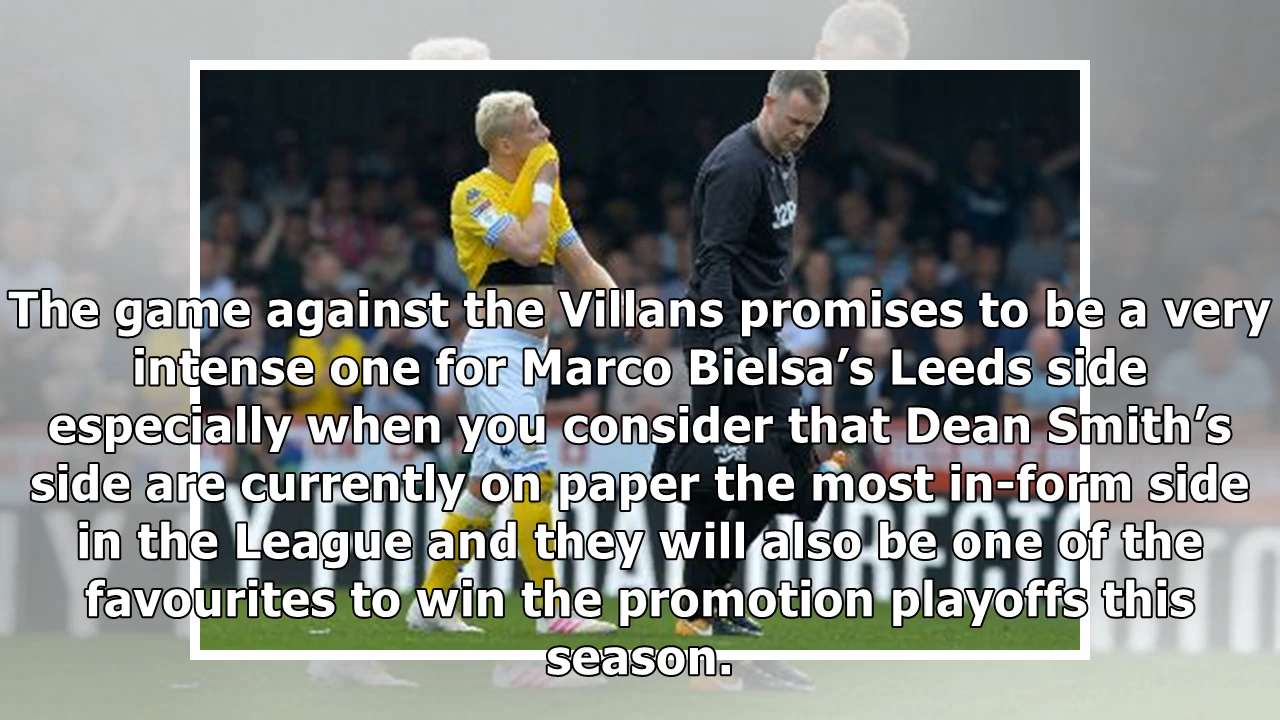 The game against the Villans promises to be a very
intense one for Marco Bielsa’s Leeds side
especially when you consider that Dean Smith’s
side are currently on paper the most in-form side
in the League and they will also be one of the
favourites to win the promotion playoffs this
season.